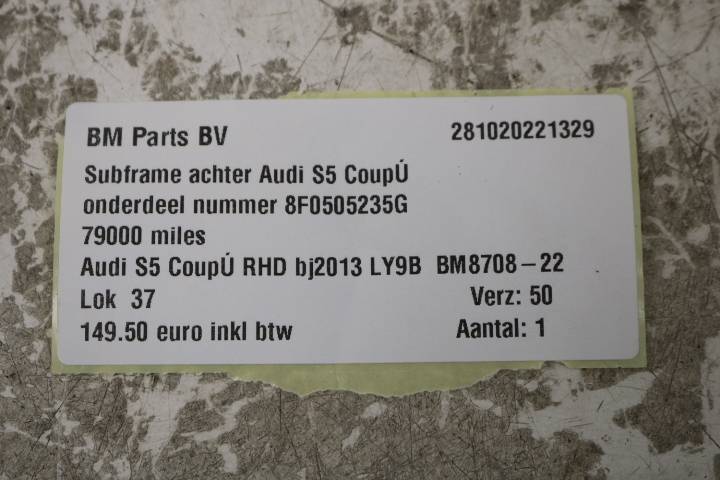 BM Parts BV 281020221329
Subframe achter Audi S5 CoupÚ
onderdeel nummer 8F0505235G
79000 miles
Audi S5 CoupÚ RHD bj2013 LY9B BM8708-22
Lok 37 Verz: 50
149.50 euro inkl btw Aantal: 1